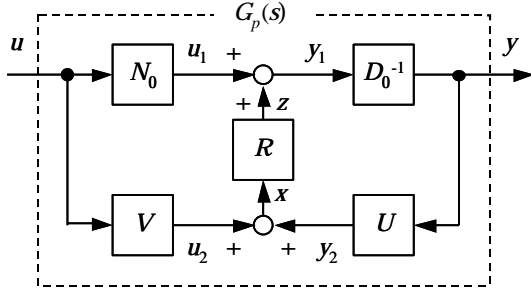 G_p(s)
u
N_0
u_1
+
y_1
D_0^{-1}
y
+
z
R
x
V
u_2
+
+
y_2
U